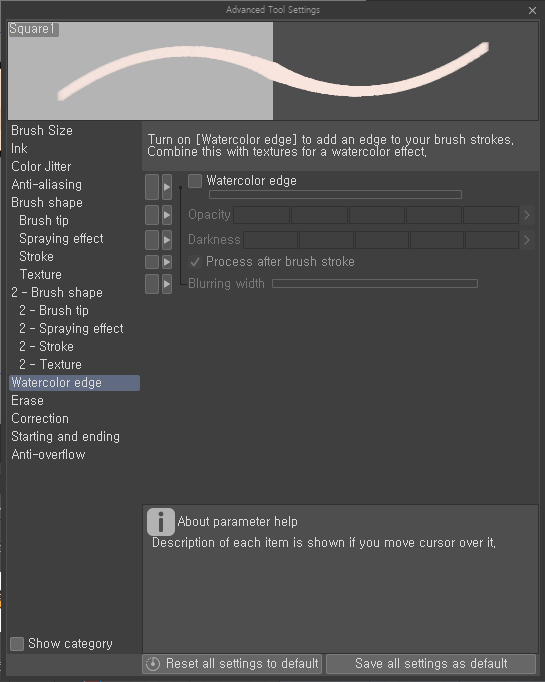 Advanced Tool Settings
Square1
Brush Size
Ink
Color Jitter
Anti-aliasing
Brush shape
Brush tip
Spraying effect
Stroke
Texture
2 - Brush shape
2 - Brush tip
2 - Spraying effect
2 - Stroke
2 - Texture
Watercolor edge
Erase
Correction
Starting and ending
Anti-overflow
Show category
Turn on [Watercolor edge] to add an edge to your brush strokes.
Combine this with textures for a watercolor effect.
Watercolor edge
Opacity
Darkness
Process after brush stroke
Blurring width
About parameter help
Description of each item is shown if you move cursor over it.
Reset all settings to default
Save all settings as default